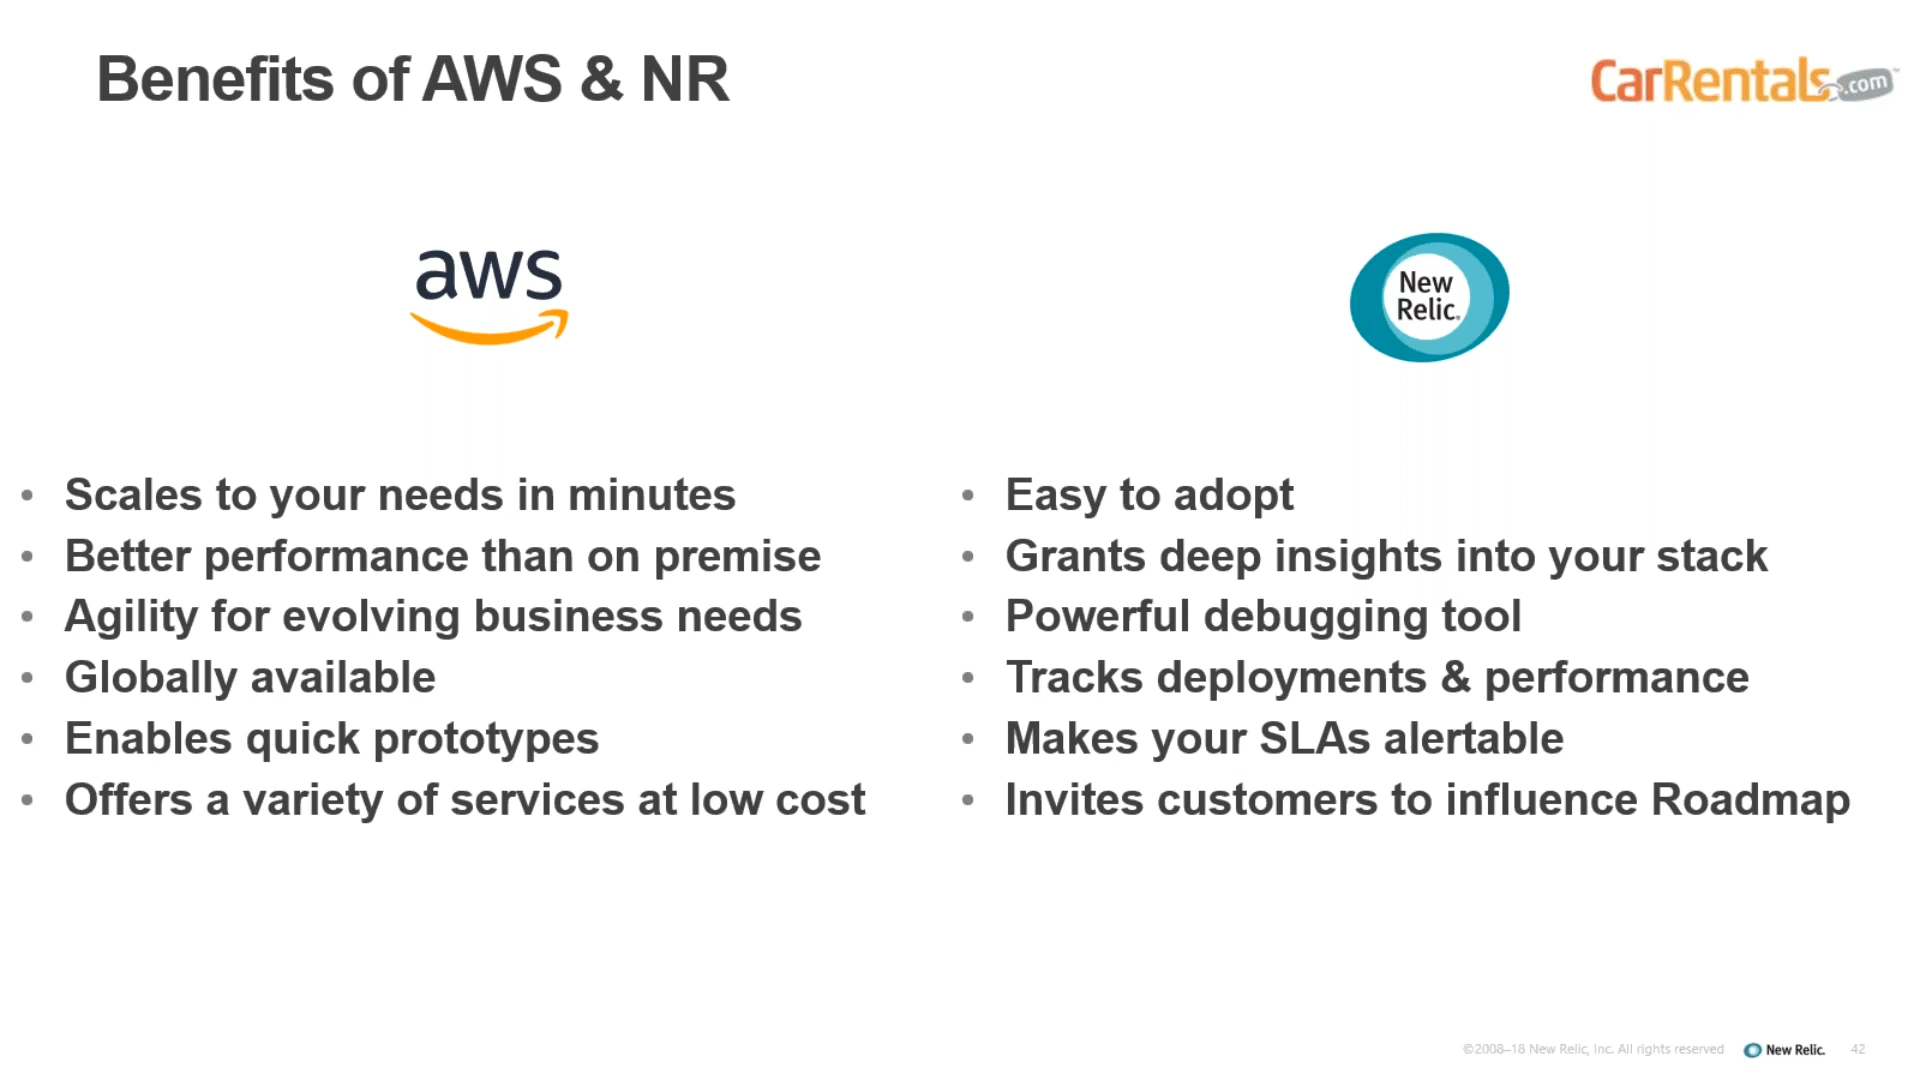 Benefits of AWS & NR
CarRentals.com™
aws
New
Relic.
• Scales to your needs in minutes
• Better performance than on premise
• Agility for evolving business needs
• Globally available
• Enables quick prototypes
• Offers a variety of services at low cost
• Easy to adopt
• Grants deep insights into your stack
• Powerful debugging tool
• Tracks deployments & performance
• Makes your SLAs alertable
• Invites customers to influence Roadmap
©2008–18 New Relic, Inc. All rights reserved New Relic. 42